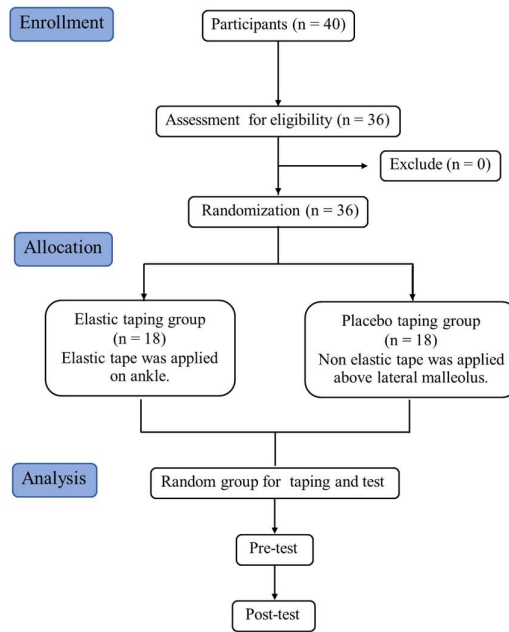 Enrollment
Participants (n = 40)
Assessment for eligibility (n = 36)
Exclude (n = 0)
Randomization (n = 36)
Allocation
Elastic taping group
(n = 18)
Elastic tape was applied
on ankle.
Placebo taping group
(n = 18)
Non elastic tape was applied
above lateral malleolus.
Analysis
Random group for taping and test
Pre-test
Post-test